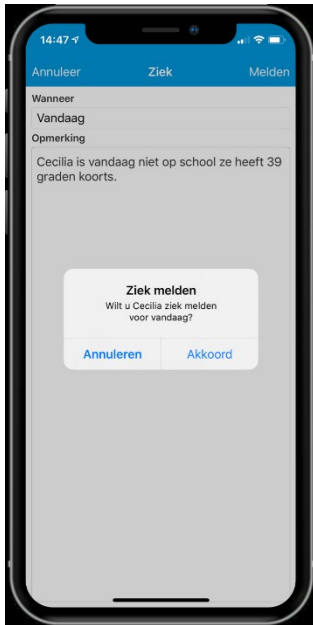 14:47
Annuleer Ziek Melden
Wanneer
Vandaag
Opmerking
Cecilia is vandaag niet op school ze heeft 39
graden koorts.
Ziek melden
Wilt u Cecilia ziek melden
voor vandaag?
Annuleren Akkoord